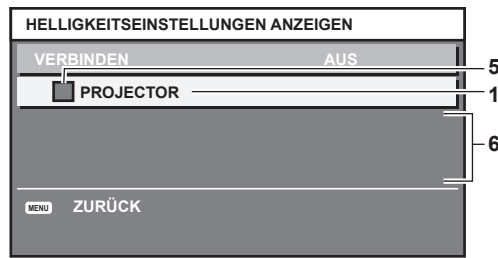 HELLIGKEITSEINSTELLUNGEN ANZEIGEN
VERBINDEN AUS
5
PROJECTOR 1
6
MENU ZURÜCK